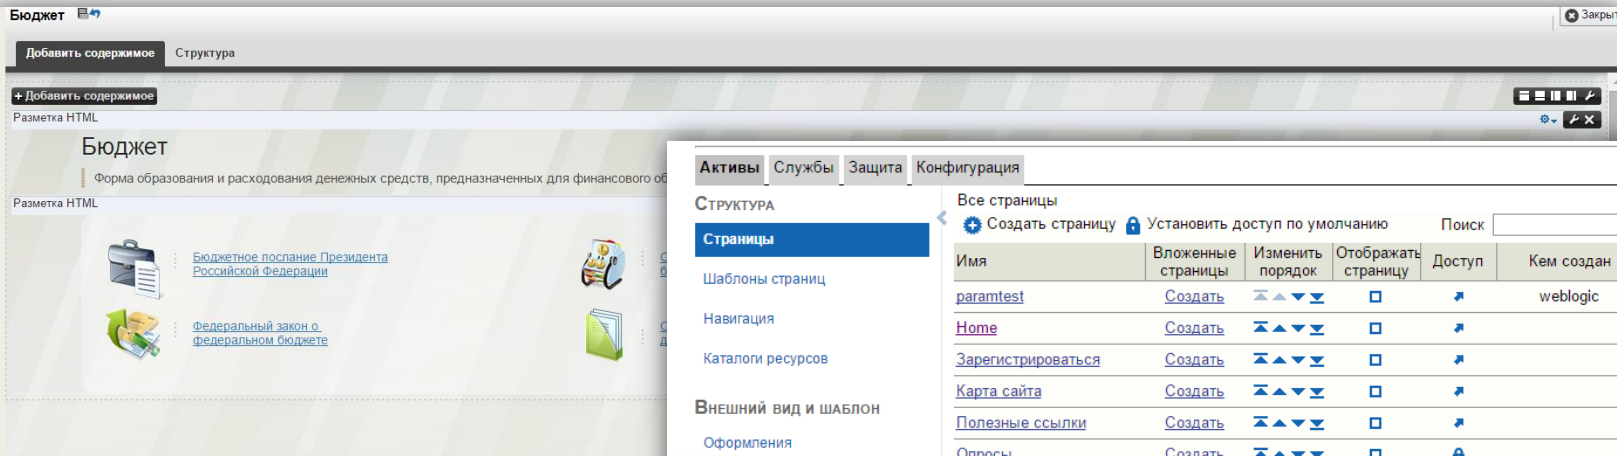 Бюджет
Добавить содержимое Структура
+ Добавить содержимое
Разметка HTML
Бюджет
Форма образования и расходования денежных средств, предназначенных для финансового
Разметка HTML
Бюджетное послание Президента
Российской Федерации
Федеральный закон о
федеральном бюджете
Активы Службы Защита Конфигурация
Структура
Страницы
Шаблоны страниц
Навигация
Каталоги ресурсов
Внешний вид и шаблон
Оформления
Все страницы
Создать страницу Установить доступ по умолчанию Поиск
Имя Вложенные страницы Изменить порядок Отображать страницу Доступ Кем создан
paramtest Создать weblogic
Home Создать
Зарегистрироваться Создать
Карта сайта Создать
Полезные ссылки Создать
Опросы Создать